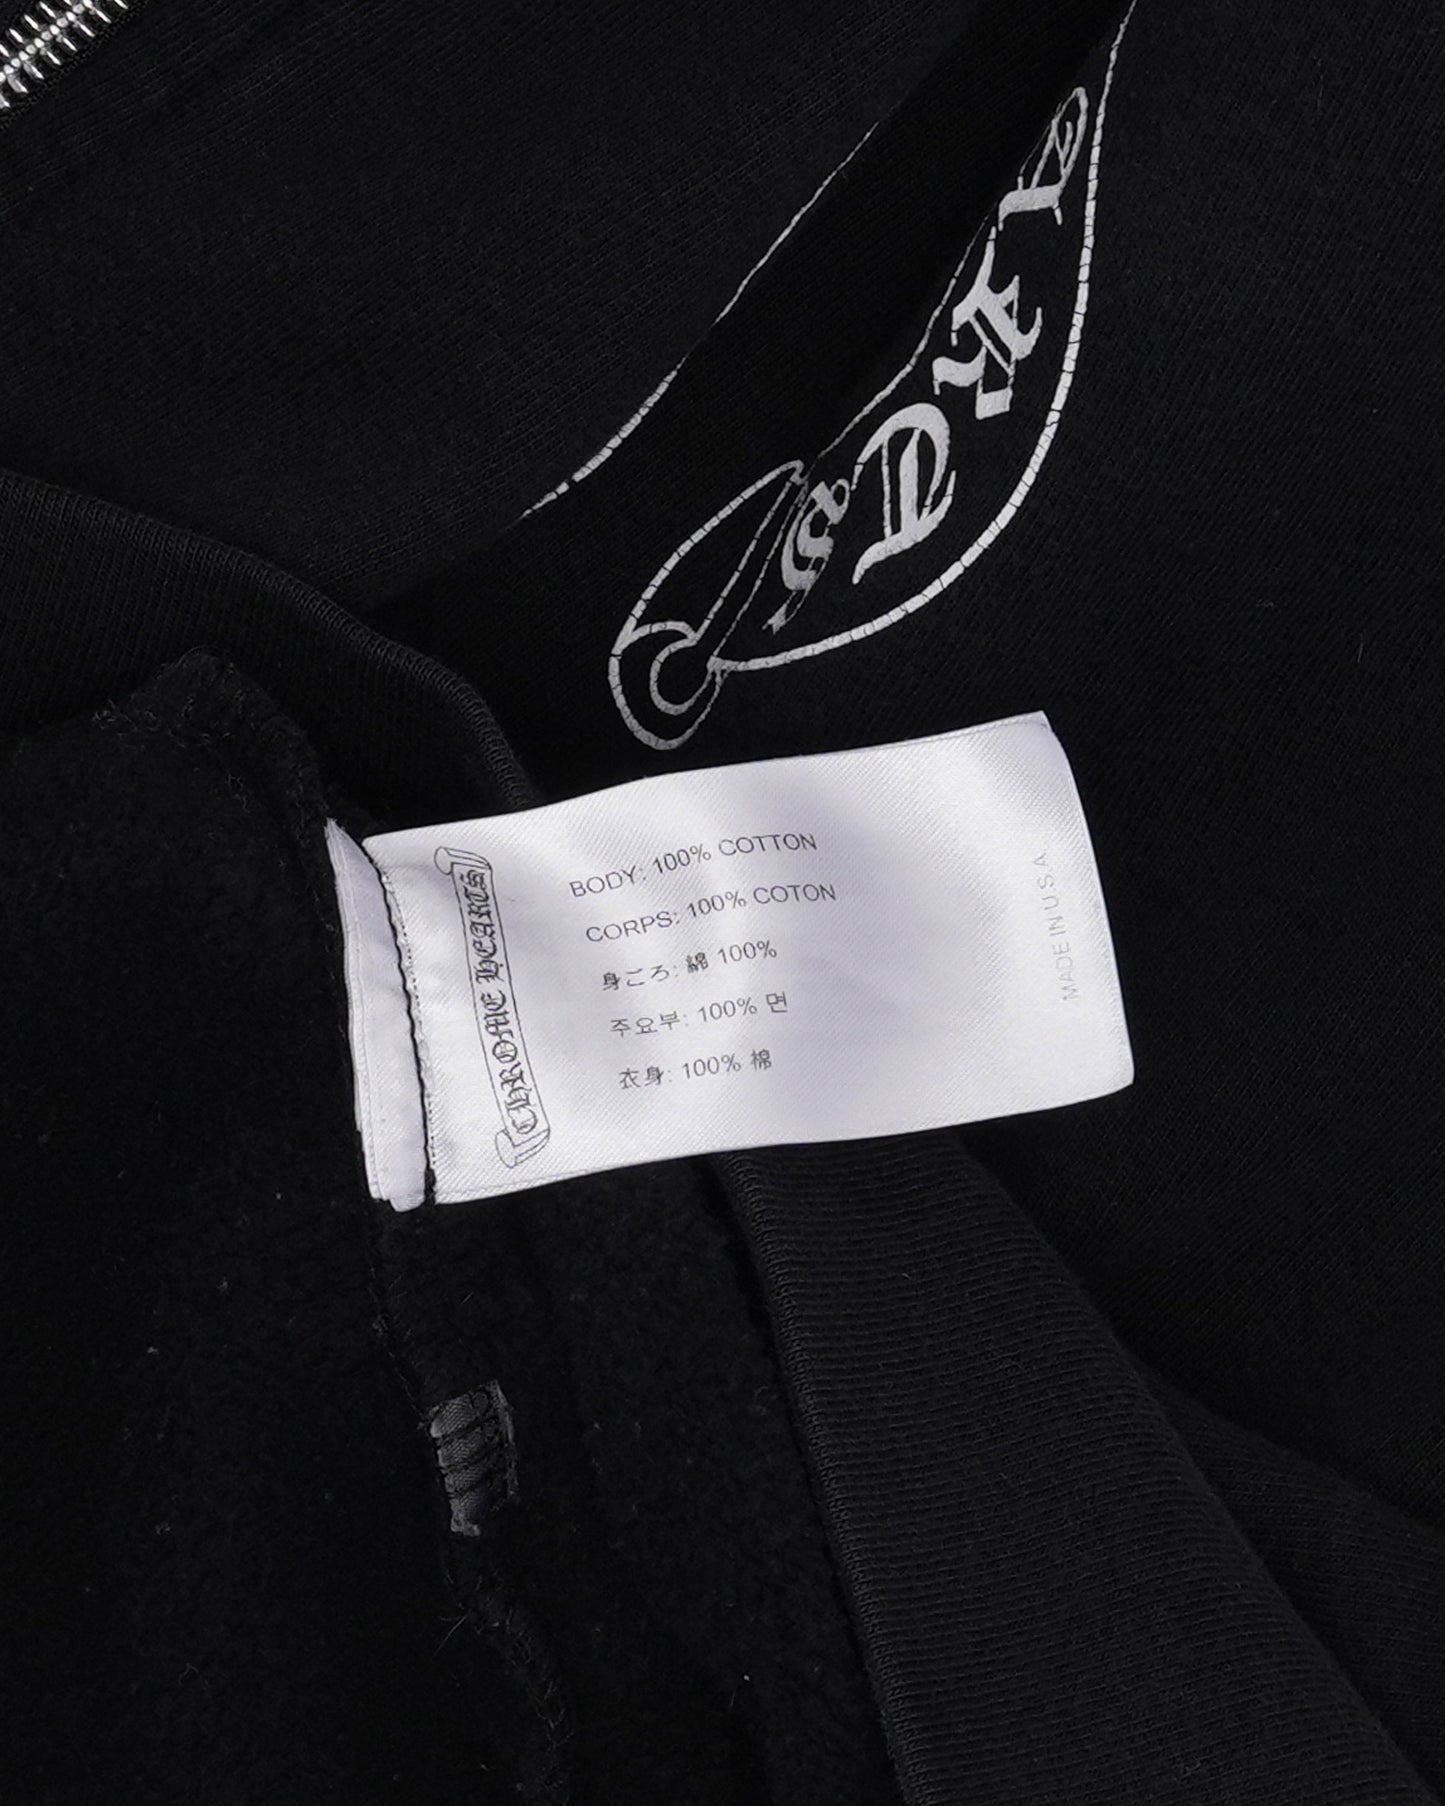 BODY: 100% COTTON
CORPS: 100% COTON
身ごろ: 綿 100%
주요부: 100% 면
衣身: 100% 棉
CHROME HEARTS
MADE IN U.S.A.